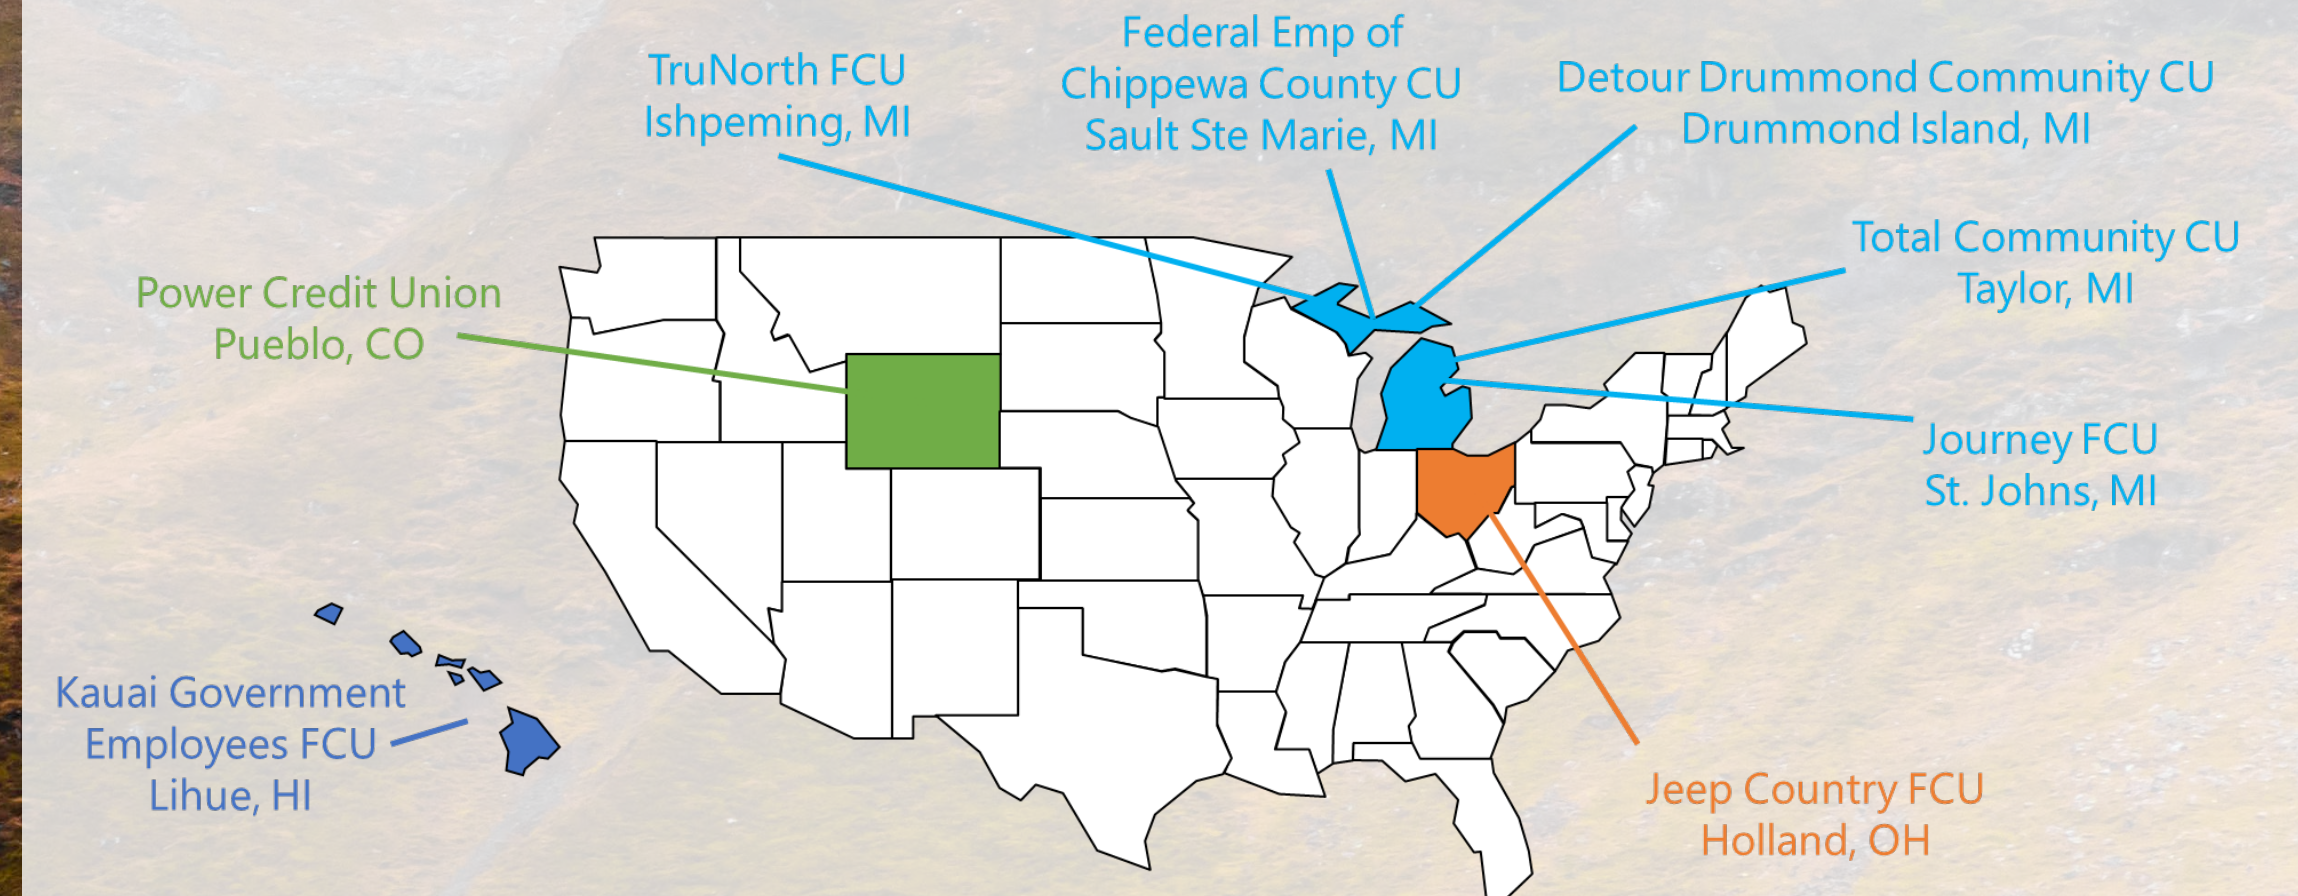 TruNorth FCU
Ishpeming, MI
Federal Emp of
Chippewa County CU
Sault Ste Marie, MI
Detour Drummond Community CU
Drummond Island, MI
Total Community CU
Taylor, MI
Power Credit Union
Pueblo, CO
Journey FCU
St. Johns, MI
Kauai Government
Employees FCU
Lihue, HI
Jeep Country FCU
Holland, OH